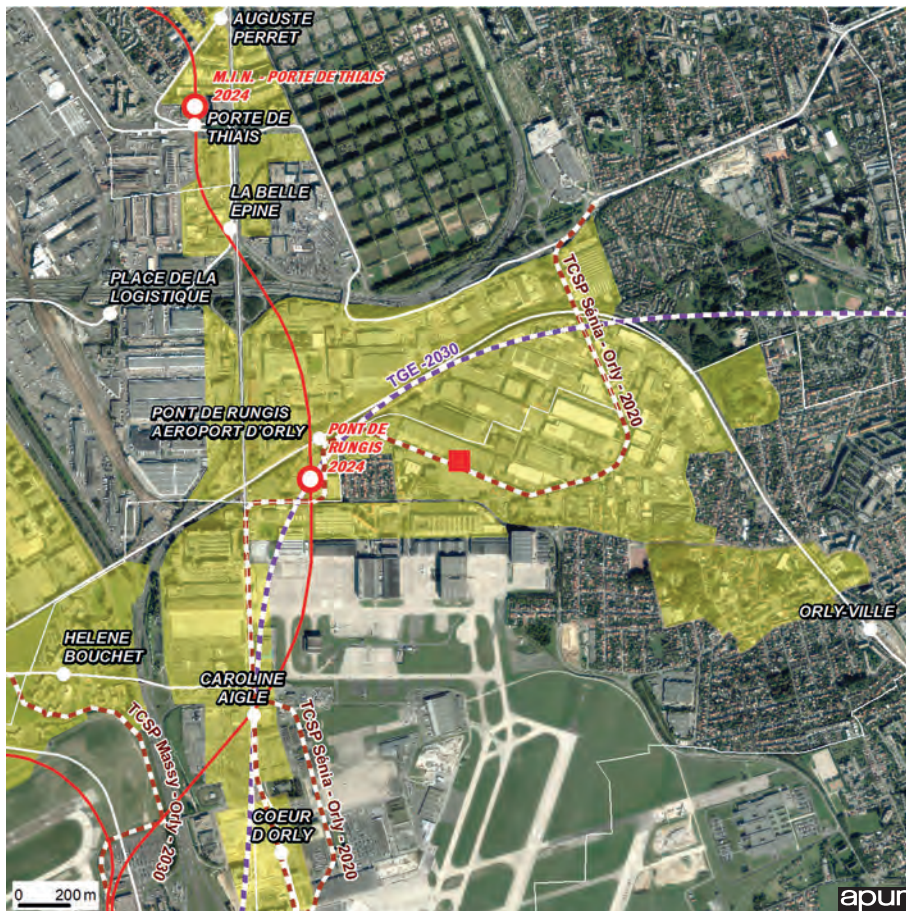 AUGUSTE
PERRET
M.I.N. - PORTE DE THIAIS
2024
PORTE DE
THIAIS
LA BELLE
EPINE
PLACE DE LA
LOGISTIQUE
TCSP Sénia - Orly - 2020
TGE -2030
PONT DE RUNGIS
AEROPORT D'ORLY
PONT DE
RUNGIS
2024
ORLY-VILLE
HELENE
BOUCHET
CAROLINE
AIGLE
TCSP Massy - Orly - 2030
TCSP Sénia - Orly - 2020
COEUR
D ORLY
0 200 m
apur